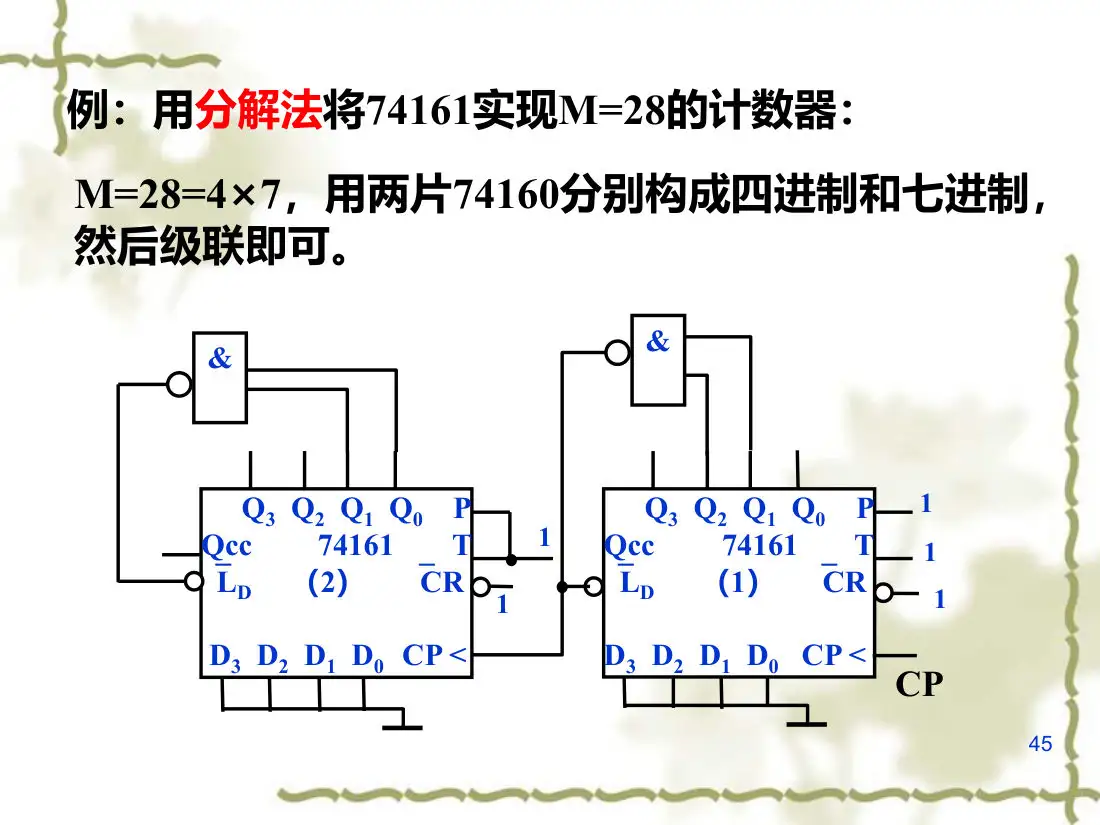 例：用分解法将74161实现M=28的计数器：
M=28=4×7，用两片74160分别构成四进制和七进制，
然后级联即可。
& &
Q3 Q2 Q1 Q0 P Q3 Q2 Q1 Q0 P 1
Qcc 74161 T 1 Qcc 74161 T 1
L̅D （2） C̅R 1 L̅D （1） C̅R 1
D3 D2 D1 D0 CP < D3 D2 D1 D0 CP <
CP
45